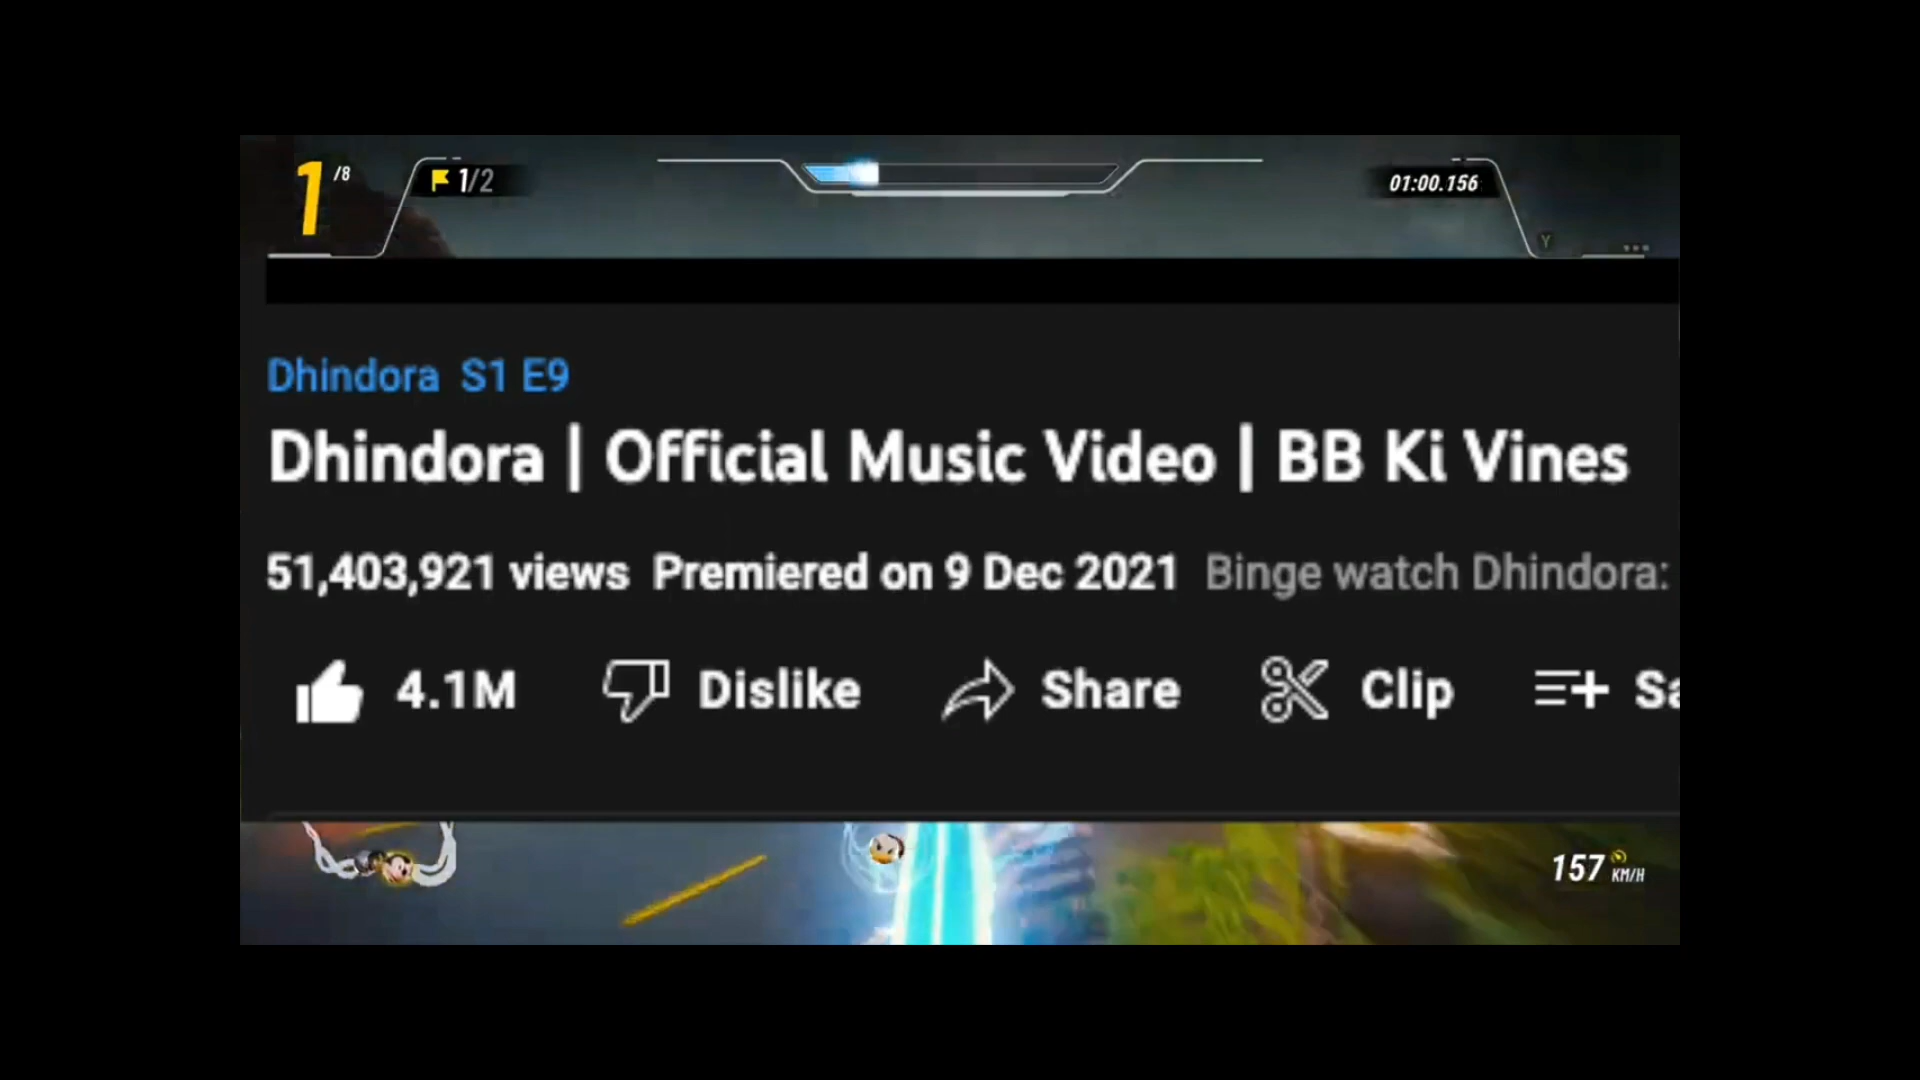 1/8
1/2
01:00.156
Y
Dhindora S1 E9
Dhindora | Official Music Video | BB Ki Vines
51,403,921 views Premiered on 9 Dec 2021 Binge watch Dhindora:
4.1M Dislike Share Clip Sa
157 KM/H